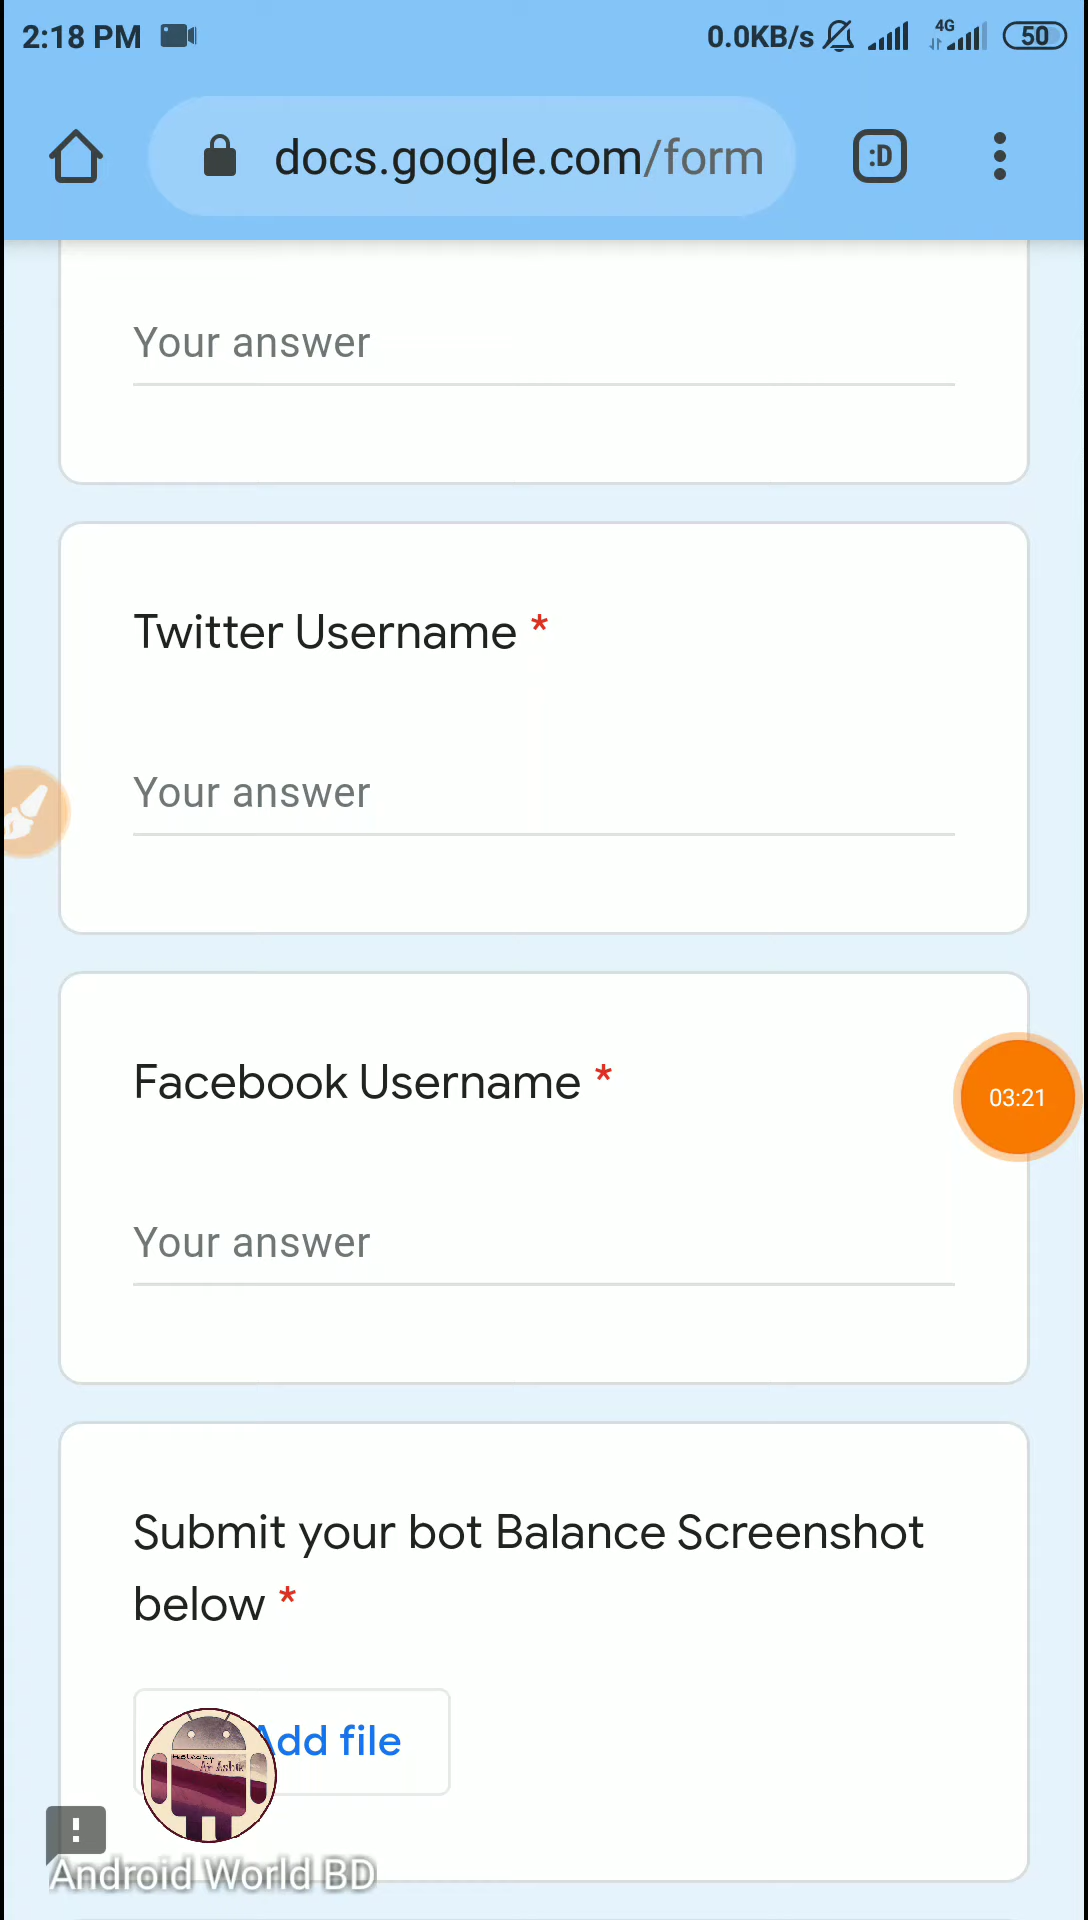 2:18 PM 0.0KB/s 4G 50
docs.google.com/form :D
Your answer
Twitter Username *
Your answer
Facebook Username *
03:21
Your answer
Submit your bot Balance Screenshot
below *
Add file
Android World BD